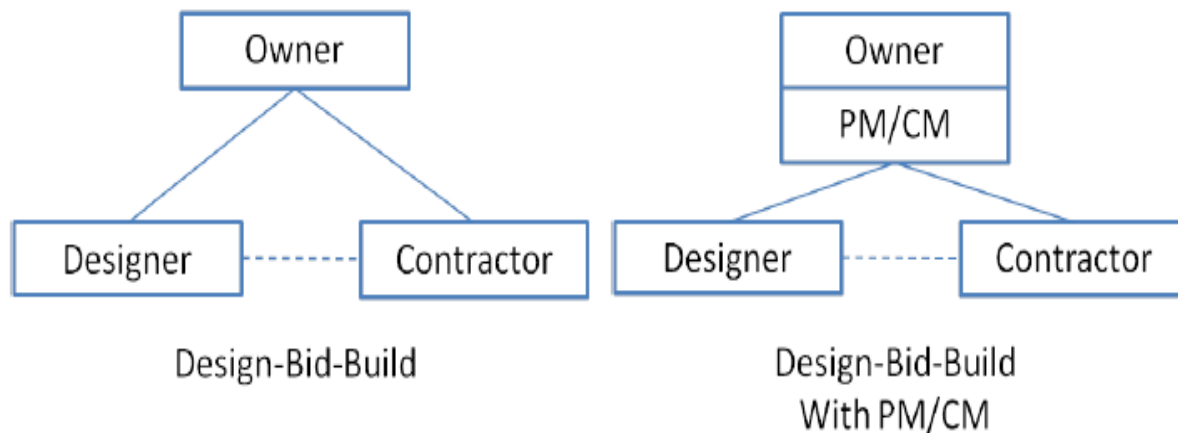 Owner
Designer
Contractor
Design-Bid-Build
Owner
PM/CM
Designer
Contractor
Design-Bid-Build
With PM/CM